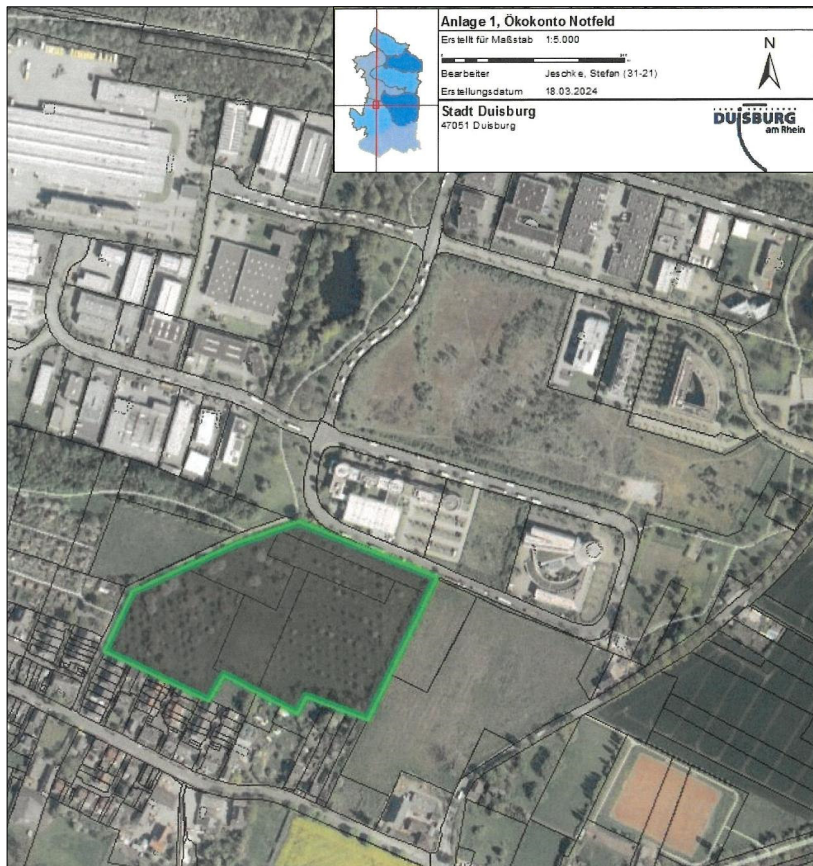 Anlage 1, Ökokonto Notfeld
Erstellt für Maßstab 1:5.000
Bearbeiter Jeschke, Stefan (31-21)
Erstellungsdatum 18.03.2024
Stadt Duisburg
47051 Duisburg
N
DUISBURG
am Rhein